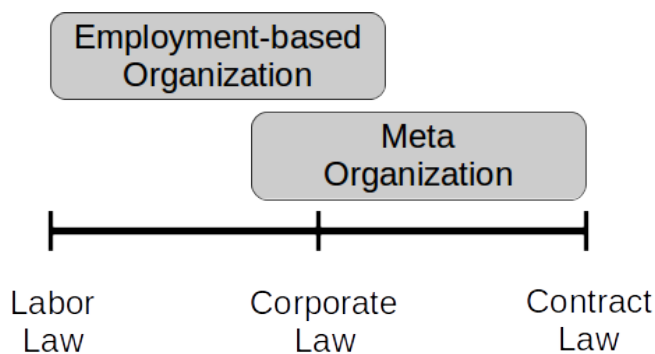 Employment-based
Organization
Meta
Organization
Labor
Law
Corporate
Law
Contract
Law